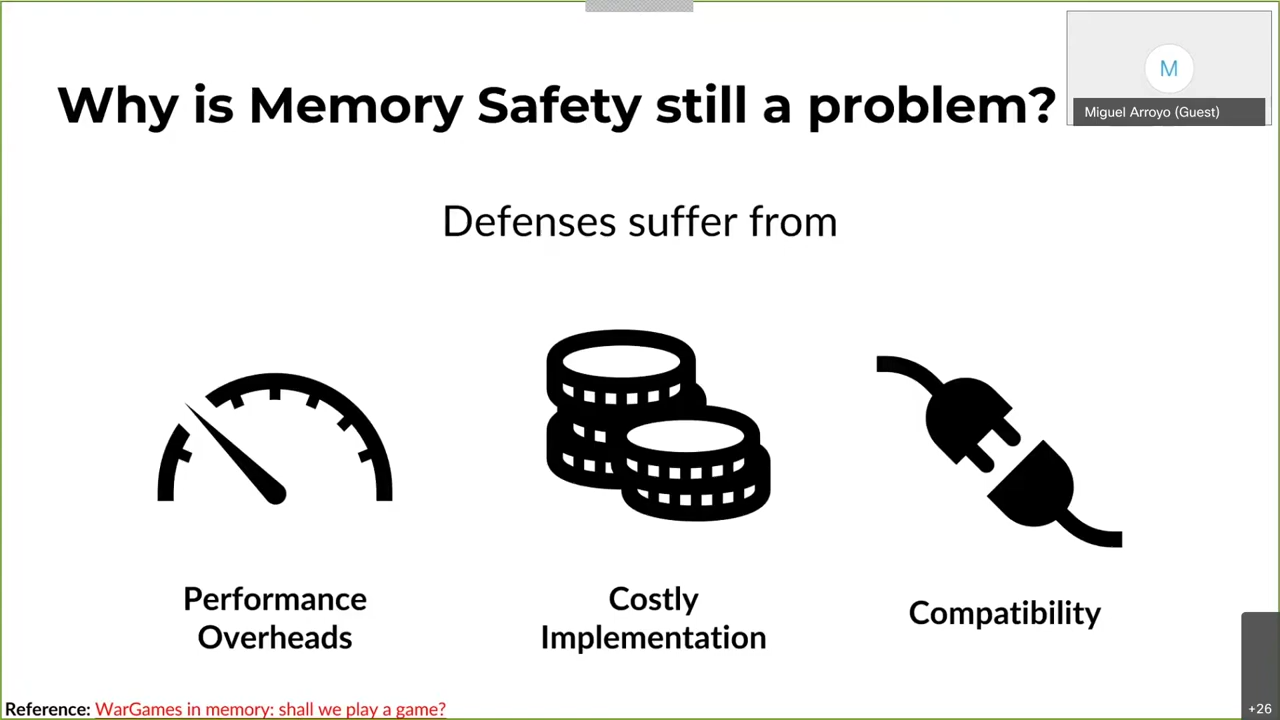 Why is Memory Safety still a problem?
M
Miguel Arroyo (Guest)
Defenses suffer from
Performance
Overheads
Costly
Implementation
Compatibility
Reference: WarGames in memory: shall we play a game?
+26